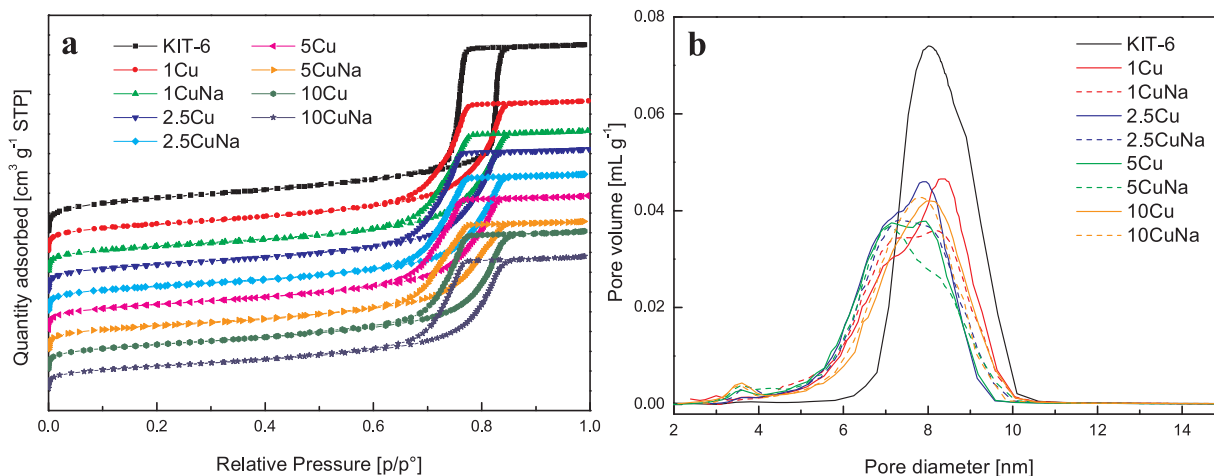 a
KIT-6
1Cu
1CuNa
2.5Cu
2.5CuNa
5Cu
5CuNa
10Cu
10CuNa
Quantity adsorbed [cm³ g⁻¹ STP]
0.0 0.2 0.4 0.6 0.8 1.0
Relative Pressure [p/p°]
b
KIT-6
1Cu
1CuNa
2.5Cu
2.5CuNa
5Cu
5CuNa
10Cu
10CuNa
Pore volume [mL g⁻¹]
0.08
0.06
0.04
0.02
0.00
2 4 6 8 10 12 14
Pore diameter [nm]